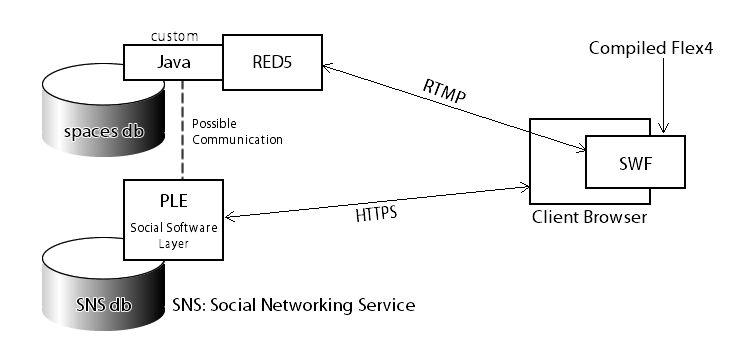 custom
Java
RED5
Compiled Flex4
RTMP
spaces db
Possible
Communication
SWF
PLE
Social Software
Layer
HTTPS
Client Browser
SNS db
SNS: Social Networking Service